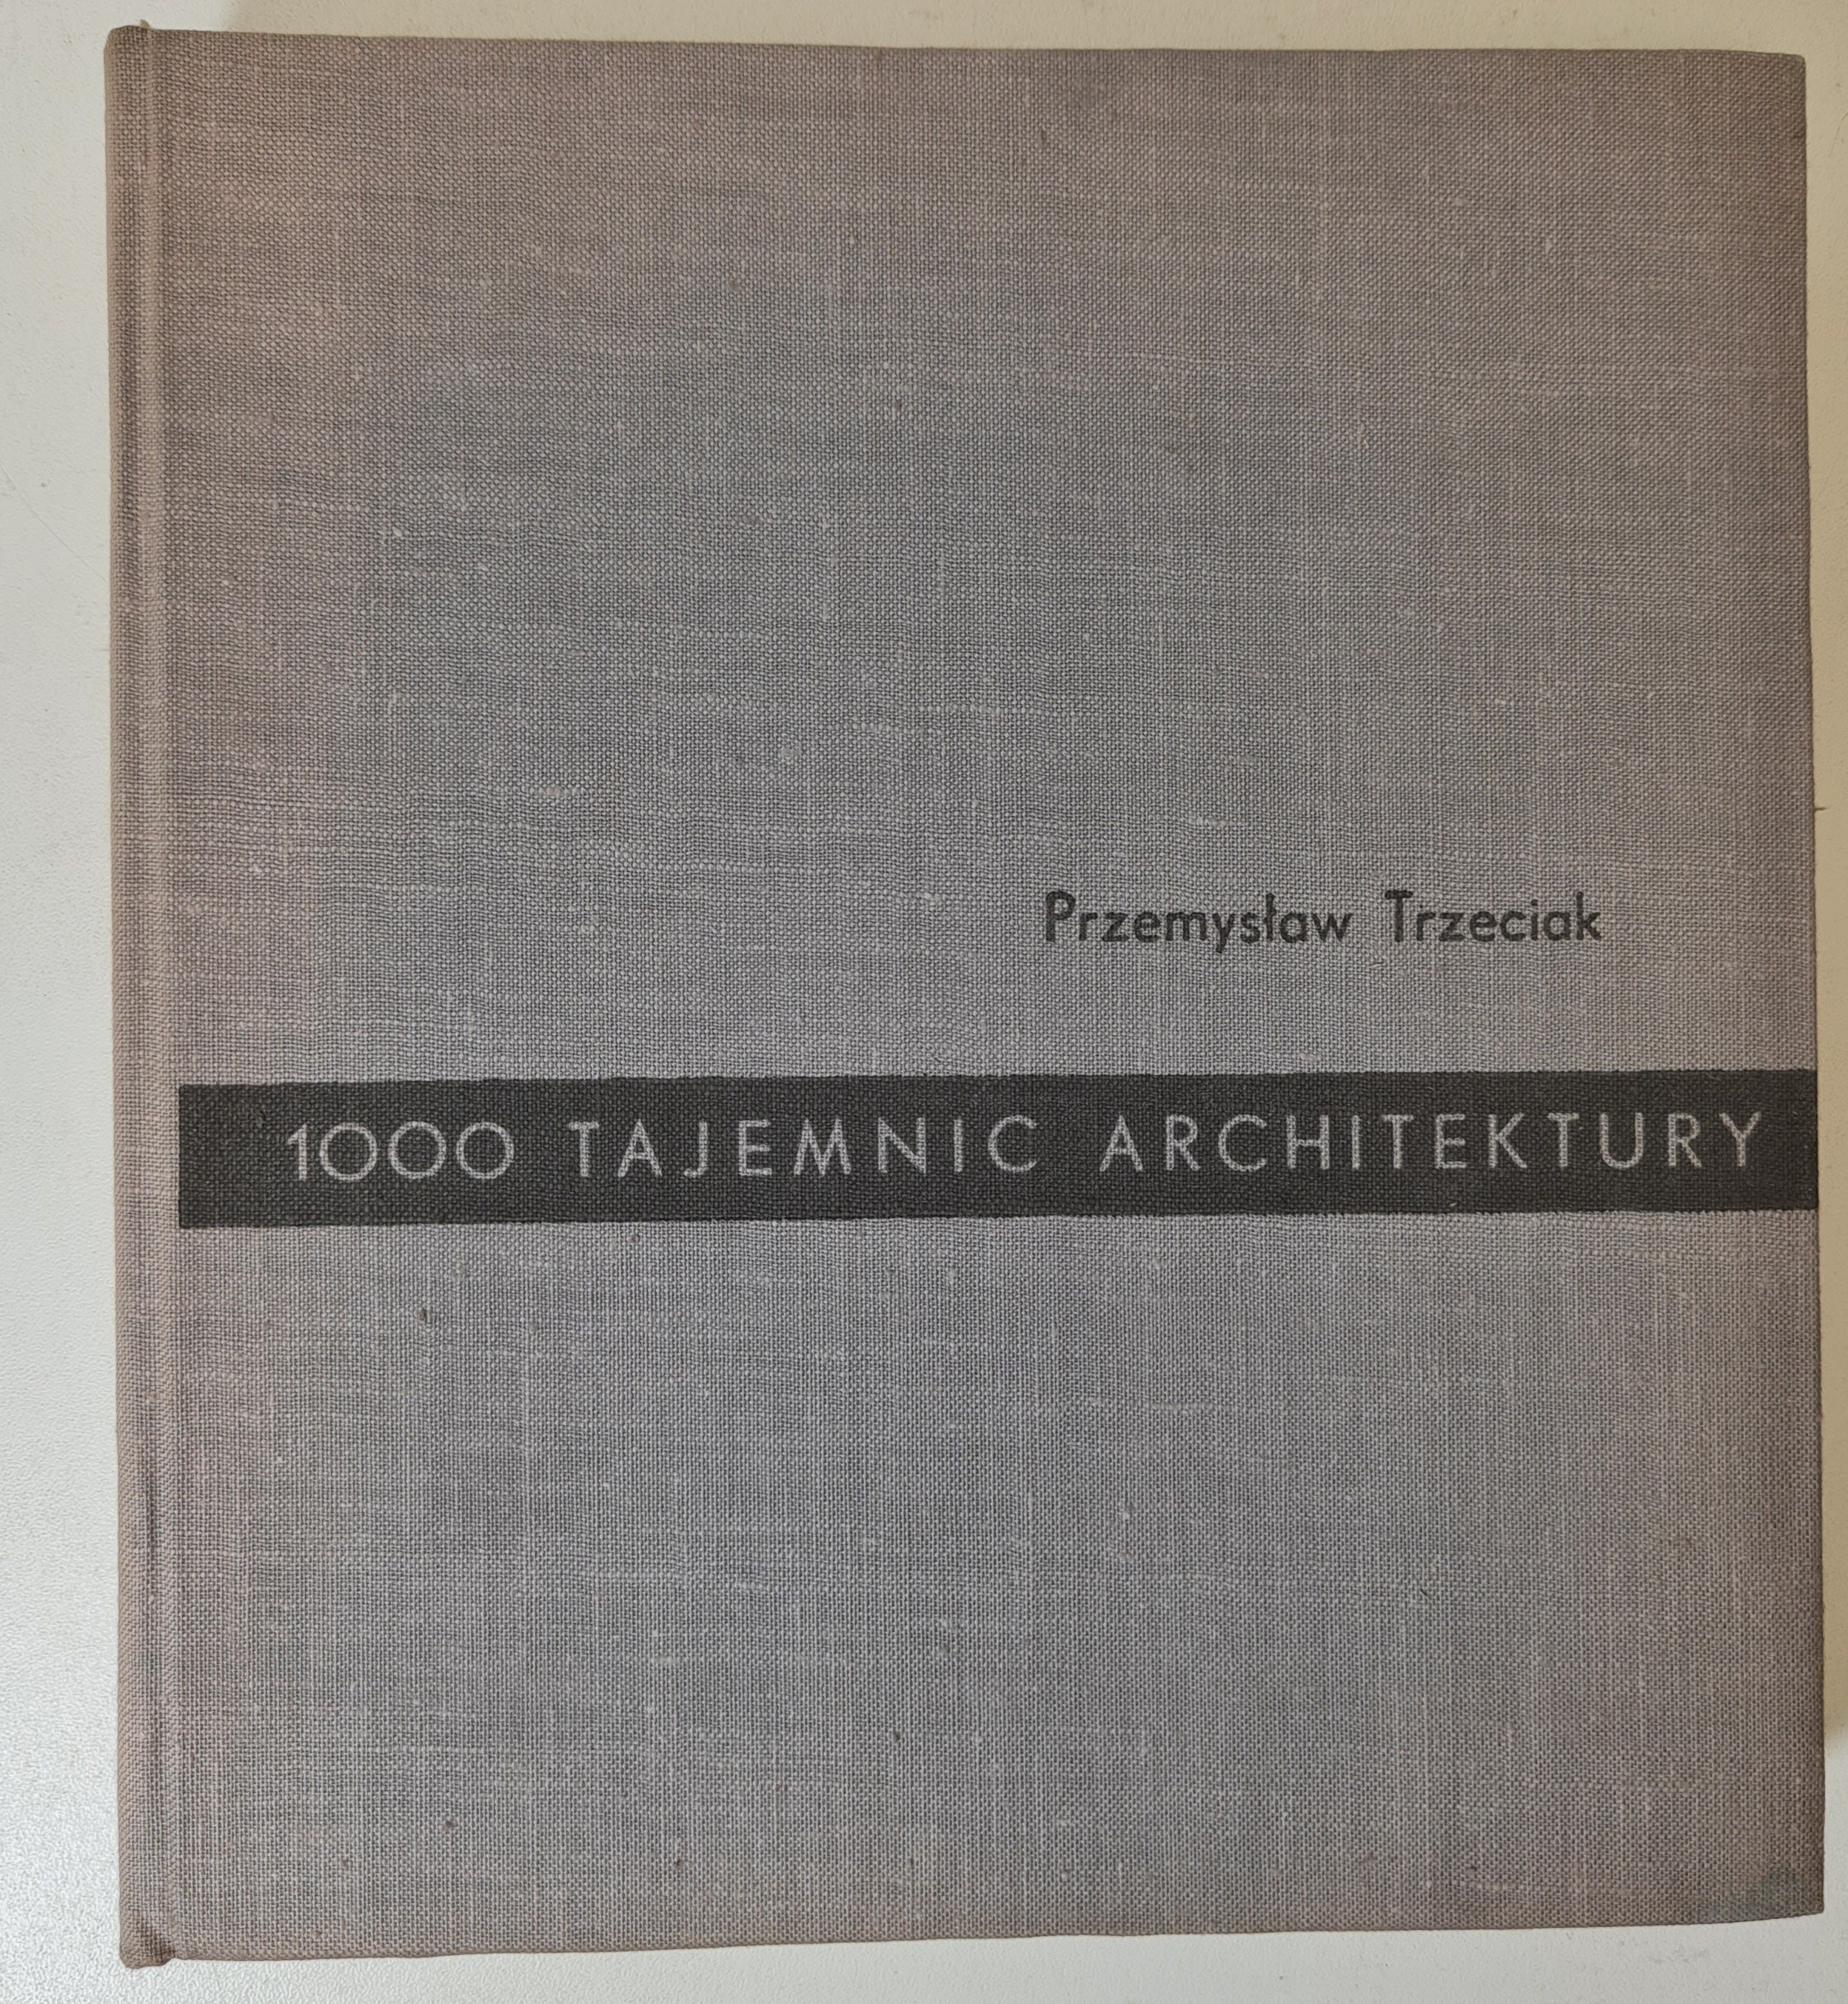 Przemysław Trzeciak
1000 TAJEMNIC ARCHITEKTURY